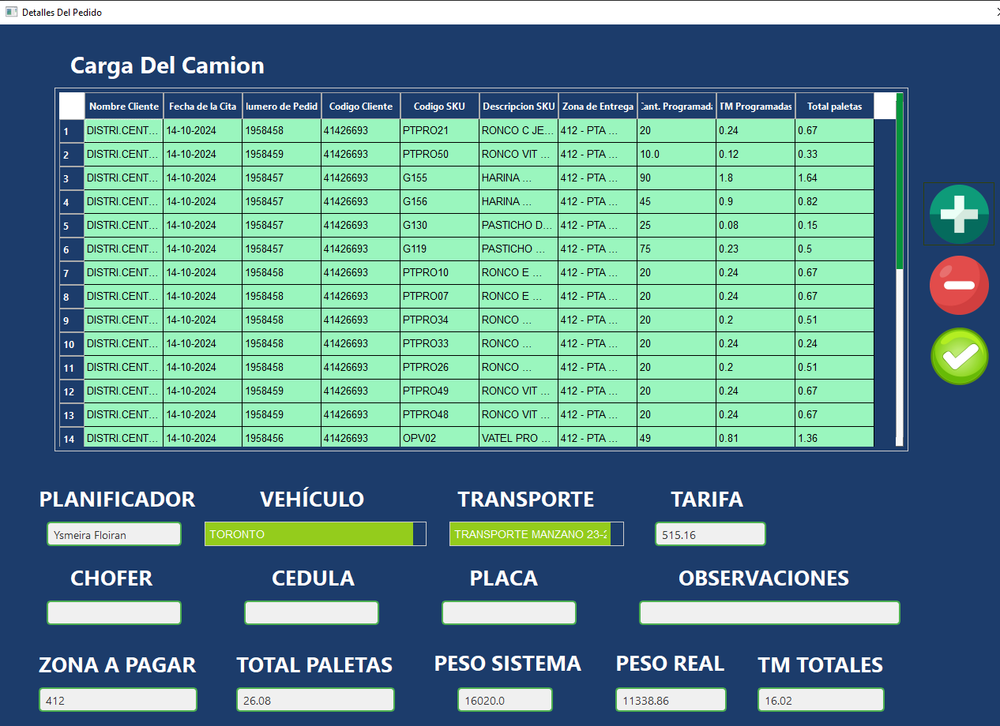 Detalles Del Pedido
Carga Del Camion
Nombre Cliente Fecha de la Cita lumero de Pedid Codigo Cliente Codigo SKU Descripcion SKU Zona de Entrega Cant. Programada TM Programadas Total paletas
1 DISTRI.CENT... 14-10-2024 1958458 41426693 PTPRO21 RONCO C JE... 412 - PTA ... 20 0.24 0.67
2 DISTRI.CENT... 14-10-2024 1958459 41426693 PTPRO50 RONCO VIT ... 412 - PTA ... 10.0 0.12 0.33
3 DISTRI.CENT... 14-10-2024 1958457 41426693 G155 HARINA ... 412 - PTA ... 90 1.8 1.64
4 DISTRI.CENT... 14-10-2024 1958457 41426693 G156 HARINA ... 412 - PTA ... 45 0.9 0.82
5 DISTRI.CENT... 14-10-2024 1958457 41426693 G130 PASTICHO D... 412 - PTA ... 25 0.08 0.15
6 DISTRI.CENT... 14-10-2024 1958457 41426693 G119 PASTICHO ... 412 - PTA ... 75 0.23 0.5
7 DISTRI.CENT... 14-10-2024 1958458 41426693 PTPRO10 RONCO E ... 412 - PTA ... 20 0.24 0.67
8 DISTRI.CENT... 14-10-2024 1958458 41426693 PTPRO07 RONCO E ... 412 - PTA ... 20 0.24 0.67
9 DISTRI.CENT... 14-10-2024 1958458 41426693 PTPRO34 RONCO ... 412 - PTA ... 20 0.2 0.51
10 DISTRI.CENT... 14-10-2024 1958458 41426693 PTPRO33 RONCO ... 412 - PTA ... 20 0.24 0.24
11 DISTRI.CENT... 14-10-2024 1958458 41426693 PTPRO26 RONCO ... 412 - PTA ... 20 0.2 0.51
12 DISTRI.CENT... 14-10-2024 1958459 41426693 PTPRO49 RONCO VIT ... 412 - PTA ... 20 0.24 0.67
13 DISTRI.CENT... 14-10-2024 1958459 41426693 PTPRO48 RONCO VIT ... 412 - PTA ... 20 0.24 0.67
14 DISTRI.CENT... 14-10-2024 1958456 41426693 OPV02 VATEL PRO ... 412 - PTA ... 49 0.81 1.36
PLANIFICADOR VEHÍCULO TRANSPORTE TARIFA
Ysmeira Floiran TORONTO TRANSPORTE MANZANO 23-2 515.16
CHOFER CEDULA PLACA OBSERVACIONES
ZONA A PAGAR TOTAL PALETAS PESO SISTEMA PESO REAL TM TOTALES
412 26.08 16020.0 11338.86 16.02